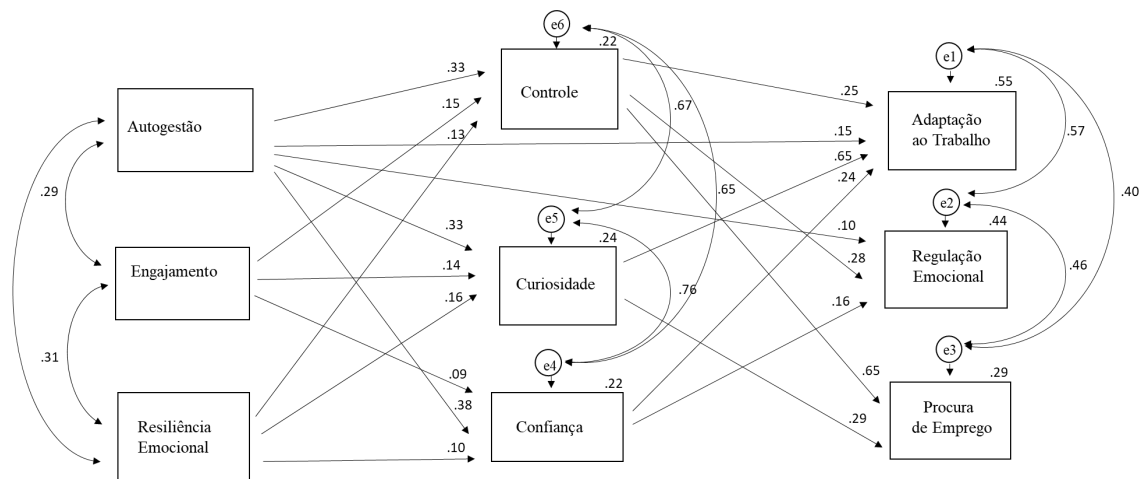 e6
.22
Controle
e1
.55
Adaptação
ao Trabalho
.33
.15
.13
.67
.25
.15
.65
.24
.57
Autogestão
.29
.65
.40
e2
.44
Regulação
Emocional
.10
.28
.16
.46
e5
.24
Curiosidade
.33
.14
.16
.76
Engajamento
.31
e4
.22
Confiança
.09
.38
.10
e3
.29
Procura
de Emprego
.65
.29
Resiliência
Emocional